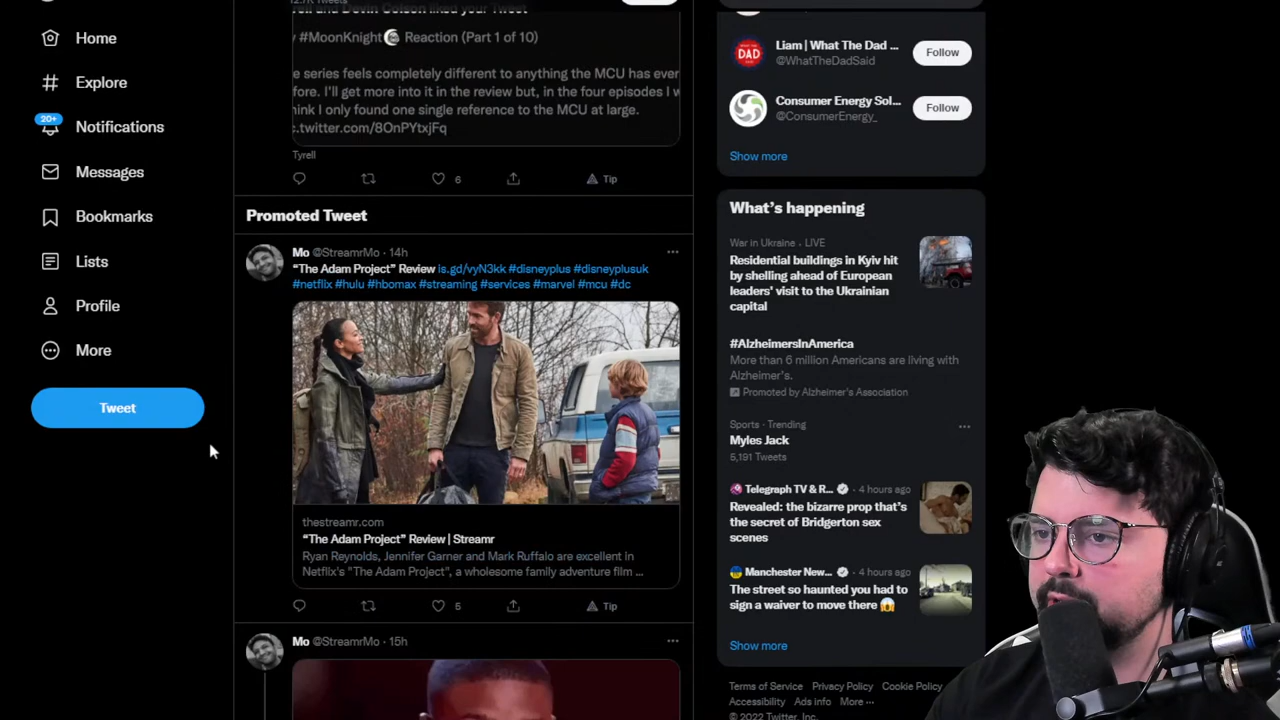 Home
Explore
20+
Notifications
Messages
Bookmarks
Lists
Profile
More
Tweet
and Devin Colson liked your Tweet
#MoonKnight Reaction (Part 1 of 10)
e series feels completely different to anything the MCU has ever
fore. I'll get more into it in the review but, in the four episodes I w
hink I only found one single reference to the MCU at large.
c.twitter.com/8OnPYtxjFq
Tyrell
6
Tip
Promoted Tweet
Mo @StreamrMo · 14h
“The Adam Project” Review is.gd/vyN3kk #disneyplus #disneyplusuk
#netflix #hulu #hbomax #streaming #services #marvel #mcu #dc
thestreamr.com
“The Adam Project” Review | Streamr
Ryan Reynolds, Jennifer Garner and Mark Ruffalo are excellent in
Netflix's "The Adam Project", a wholesome family adventure film ...
5
Tip
Mo @StreamrMo · 15h
WHAT THE
DAD
SAID
Liam | What The Dad ...
@WhatTheDadSaid
Follow
Consumer Energy Sol...
@ConsumerEnergy_
Follow
Show more
What's happening
War in Ukraine · LIVE
Residential buildings in Kyiv hit
by shelling ahead of European
leaders' visit to the Ukrainian
capital
#AlzheimersInAmerica
More than 6 million Americans are living with
Alzheimer's.
Promoted by Alzheimer's Association
Sports · Trending
Myles Jack
5,191 Tweets
Telegraph TV & R... · 4 hours ago
Revealed: the bizarre prop that's
the secret of Bridgerton sex
scenes
Manchester New... · 4 hours ago
The street so haunted you had to
sign a waiver to move there 😱
Show more
Terms of Service Privacy Policy Cookie Policy
Accessibility Ads info More ···
© 2022 Twitter, Inc.